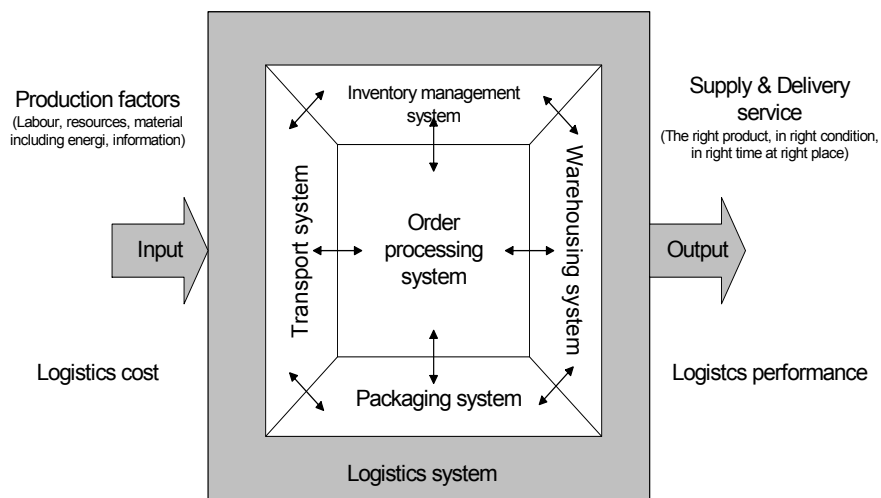 Production factors
(Labour, resources, material
including energi, information)
Input
Logistics cost
Inventory management
system
Transport system
Order
processing
system
Warehousing system
Packaging system
Logistics system
Supply & Delivery
service
(The right product, in right condition,
in right time at right place)
Output
Logistcs performance